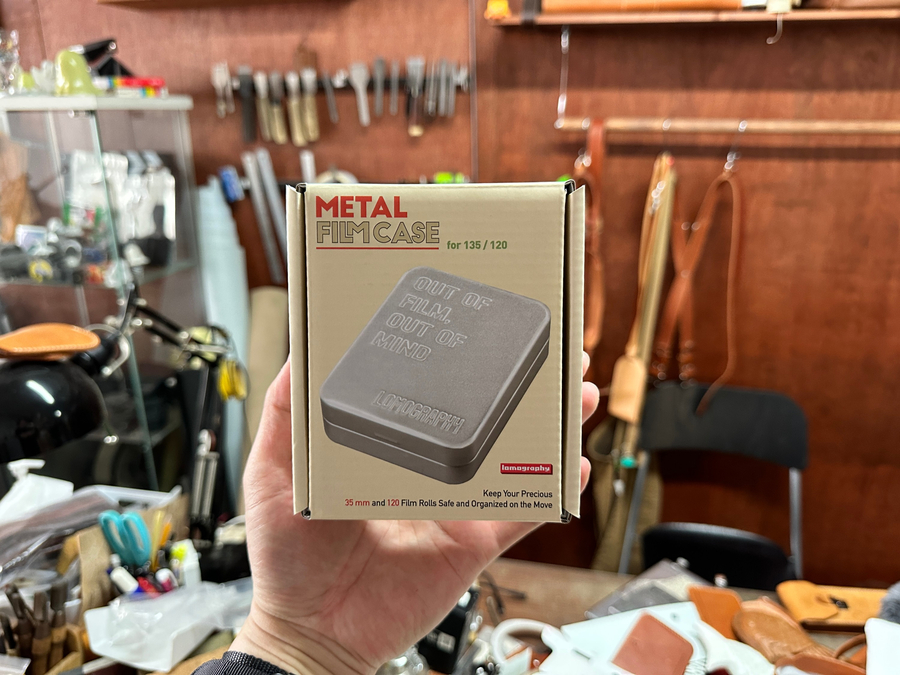 METAL
FILM CASE for 135 / 120
OUT OF
FILM,
OUT OF
MIND
LOMOGRAPHY
lomography
Keep Your Precious
35 mm and 120 Film Rolls Safe and Organized on the Move